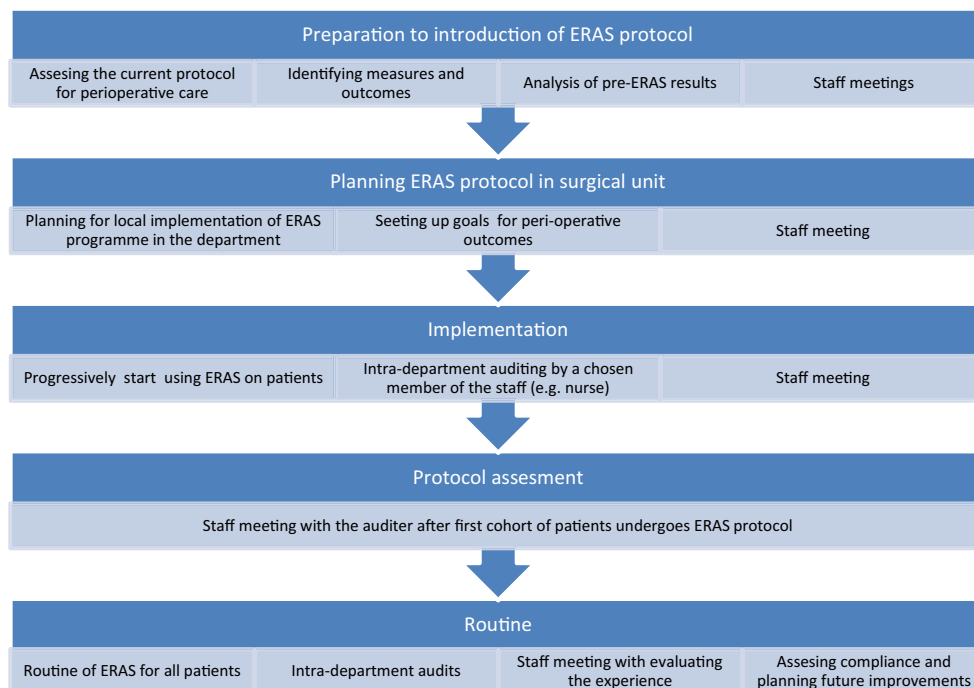 Preparation to introduction of ERAS protocol
Assesing the current protocol
for perioperative care
Identifying measures and
outcomes
Analysis of pre-ERAS results
Staff meetings
Planning ERAS protocol in surgical unit
Planning for local implementation of ERAS
programme in the department
Seeting up goals for peri-operative
outcomes
Staff meeting
Implementation
Progressively start using ERAS on patients
Intra-department auditing by a chosen
member of the staff (e.g. nurse)
Staff meeting
Protocol assesment
Staff meeting with the auditer after first cohort of patients undergoes ERAS protocol
Routine
Routine of ERAS for all patients
Intra-department audits
Staff meeting with evaluating
the experience
Assesing compliance and
planning future improvements